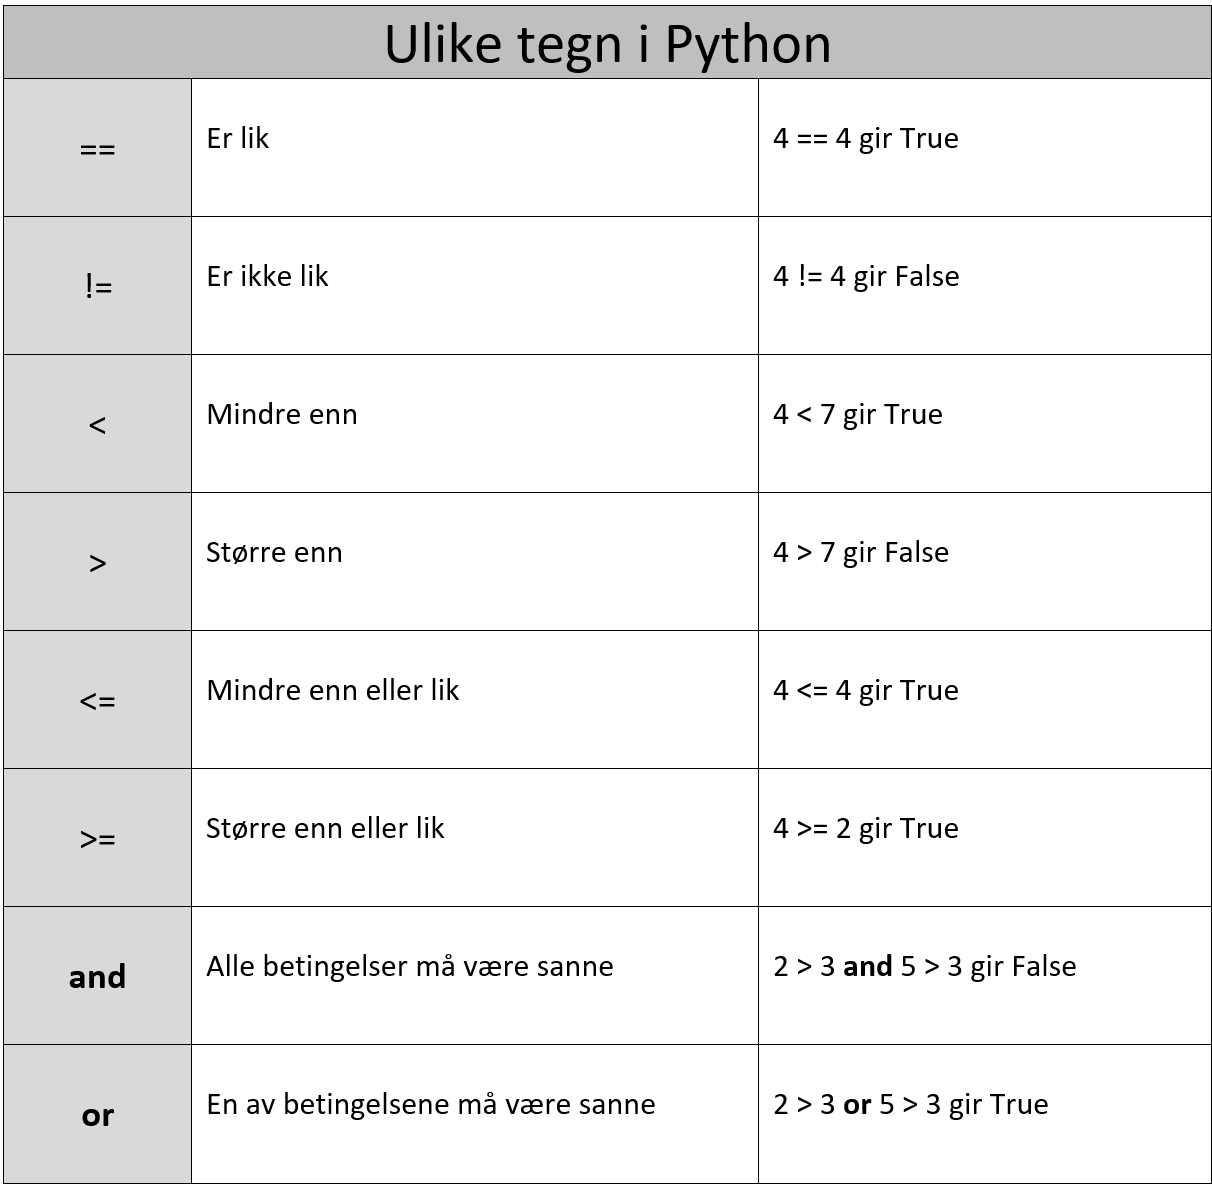 Ulike tegn i Python
== Er lik 4 == 4 gir True
!= Er ikke lik 4 != 4 gir False
< Mindre enn 4 < 7 gir True
> Større enn 4 > 7 gir False
<= Mindre enn eller lik 4 <= 4 gir True
>= Større enn eller lik 4 >= 2 gir True
and Alle betingelser må være sanne 2 > 3 and 5 > 3 gir False
or En av betingelsene må være sanne 2 > 3 or 5 > 3 gir True